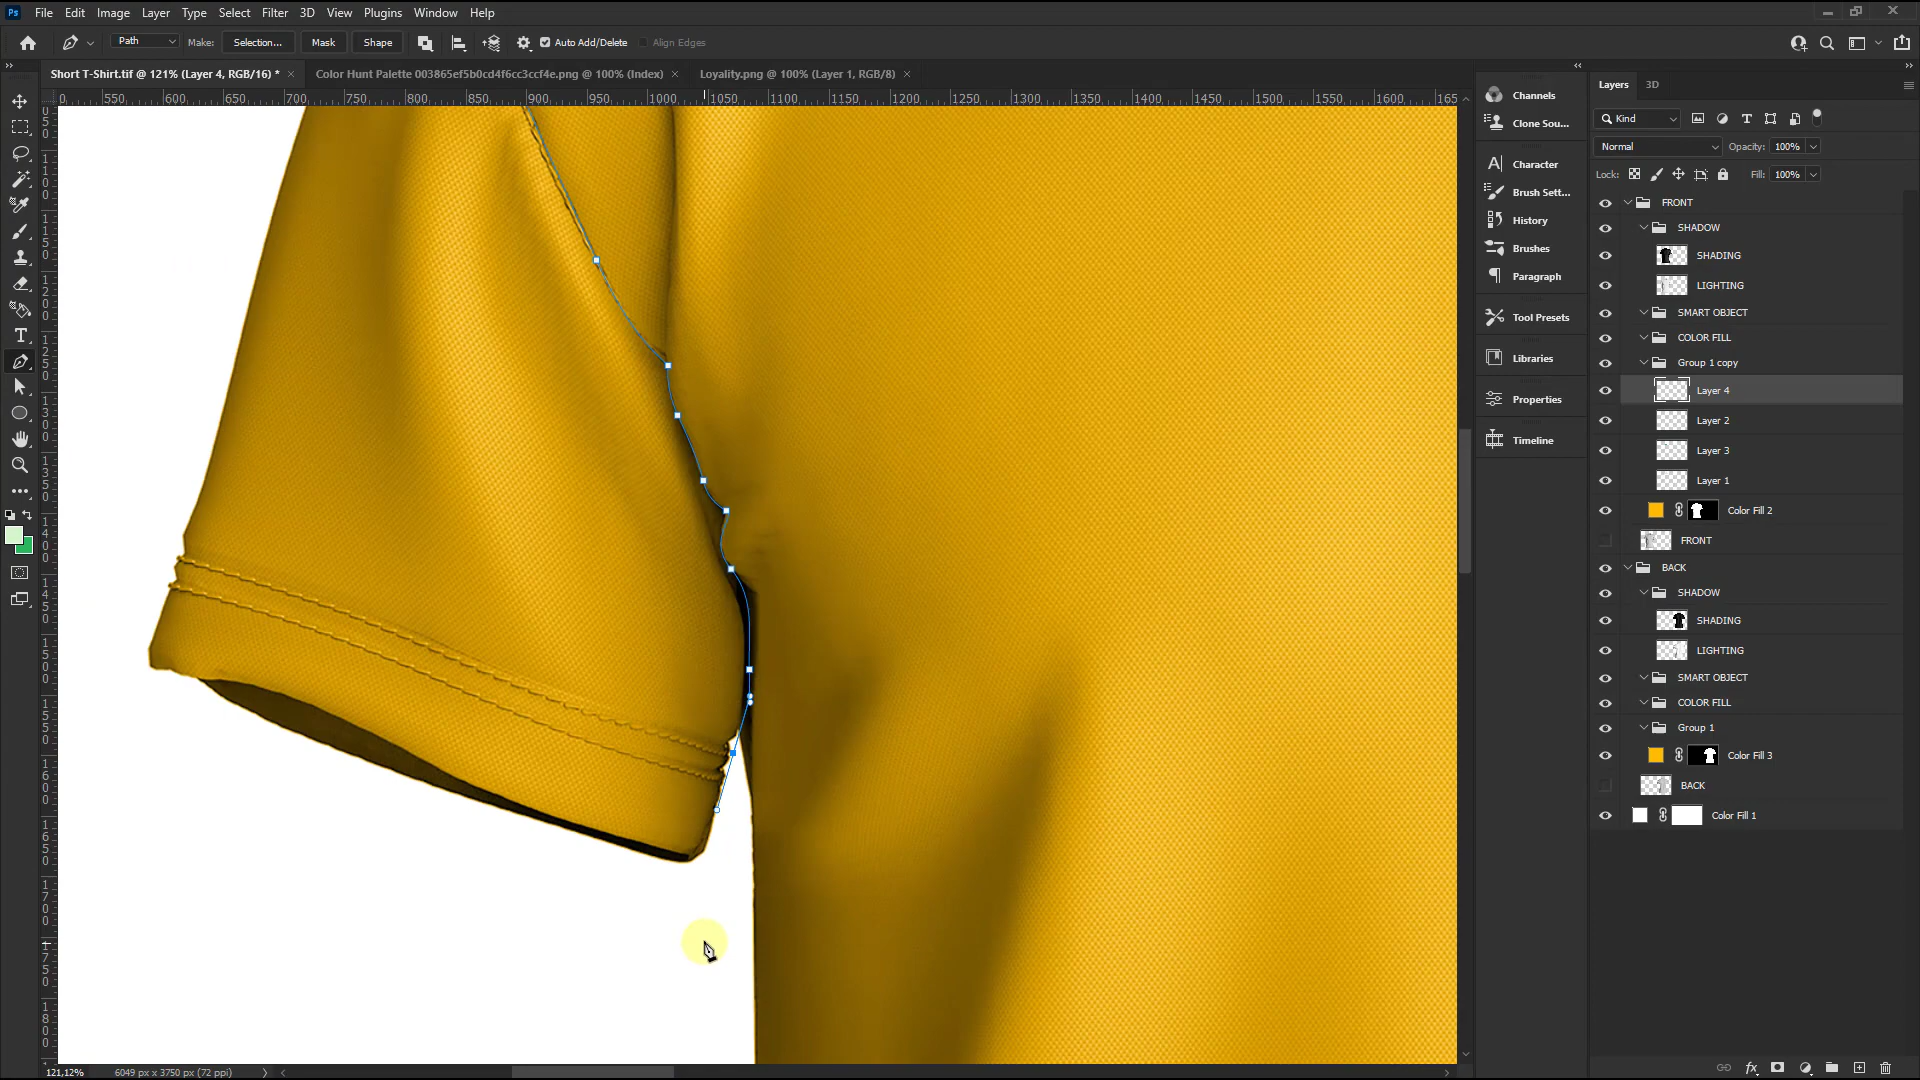 Ps File Edit Image Layer Type Select Filter 3D View Plugins Window Help
Path Make: Selection... Mask Shape Auto Add/Delete Align Edges
Short T-Shirt.tif @ 121% (Layer 4, RGB/16) * × Color Hunt Palette 003865ef5b0cd4f6cc3ccf4e.png @ 100% (Index) × Loyality.png @ 100% (Layer 1, RGB/8) ×
0 550 600 650 700 750 800 850 900 950 1000 1050 1100 1150 1200 1250 1300 1350 1400 1450 1500 1550 1600 165
Channels
Clone Sou...
Character
Brush Sett...
History
Brushes
Paragraph
Tool Presets
Libraries
Properties
Timeline
Layers 3D
Kind
Normal Opacity: 100%
Lock: Fill: 100%
FRONT
SHADOW
SHADING
LIGHTING
SMART OBJECT
COLOR FILL
Group 1 copy
Layer 4
Layer 2
Layer 3
Layer 1
Color Fill 2
FRONT
BACK
SHADOW
SHADING
LIGHTING
SMART OBJECT
COLOR FILL
Group 1
Color Fill 3
BACK
Color Fill 1
121,12% 6049 px x 3750 px (72 ppi)